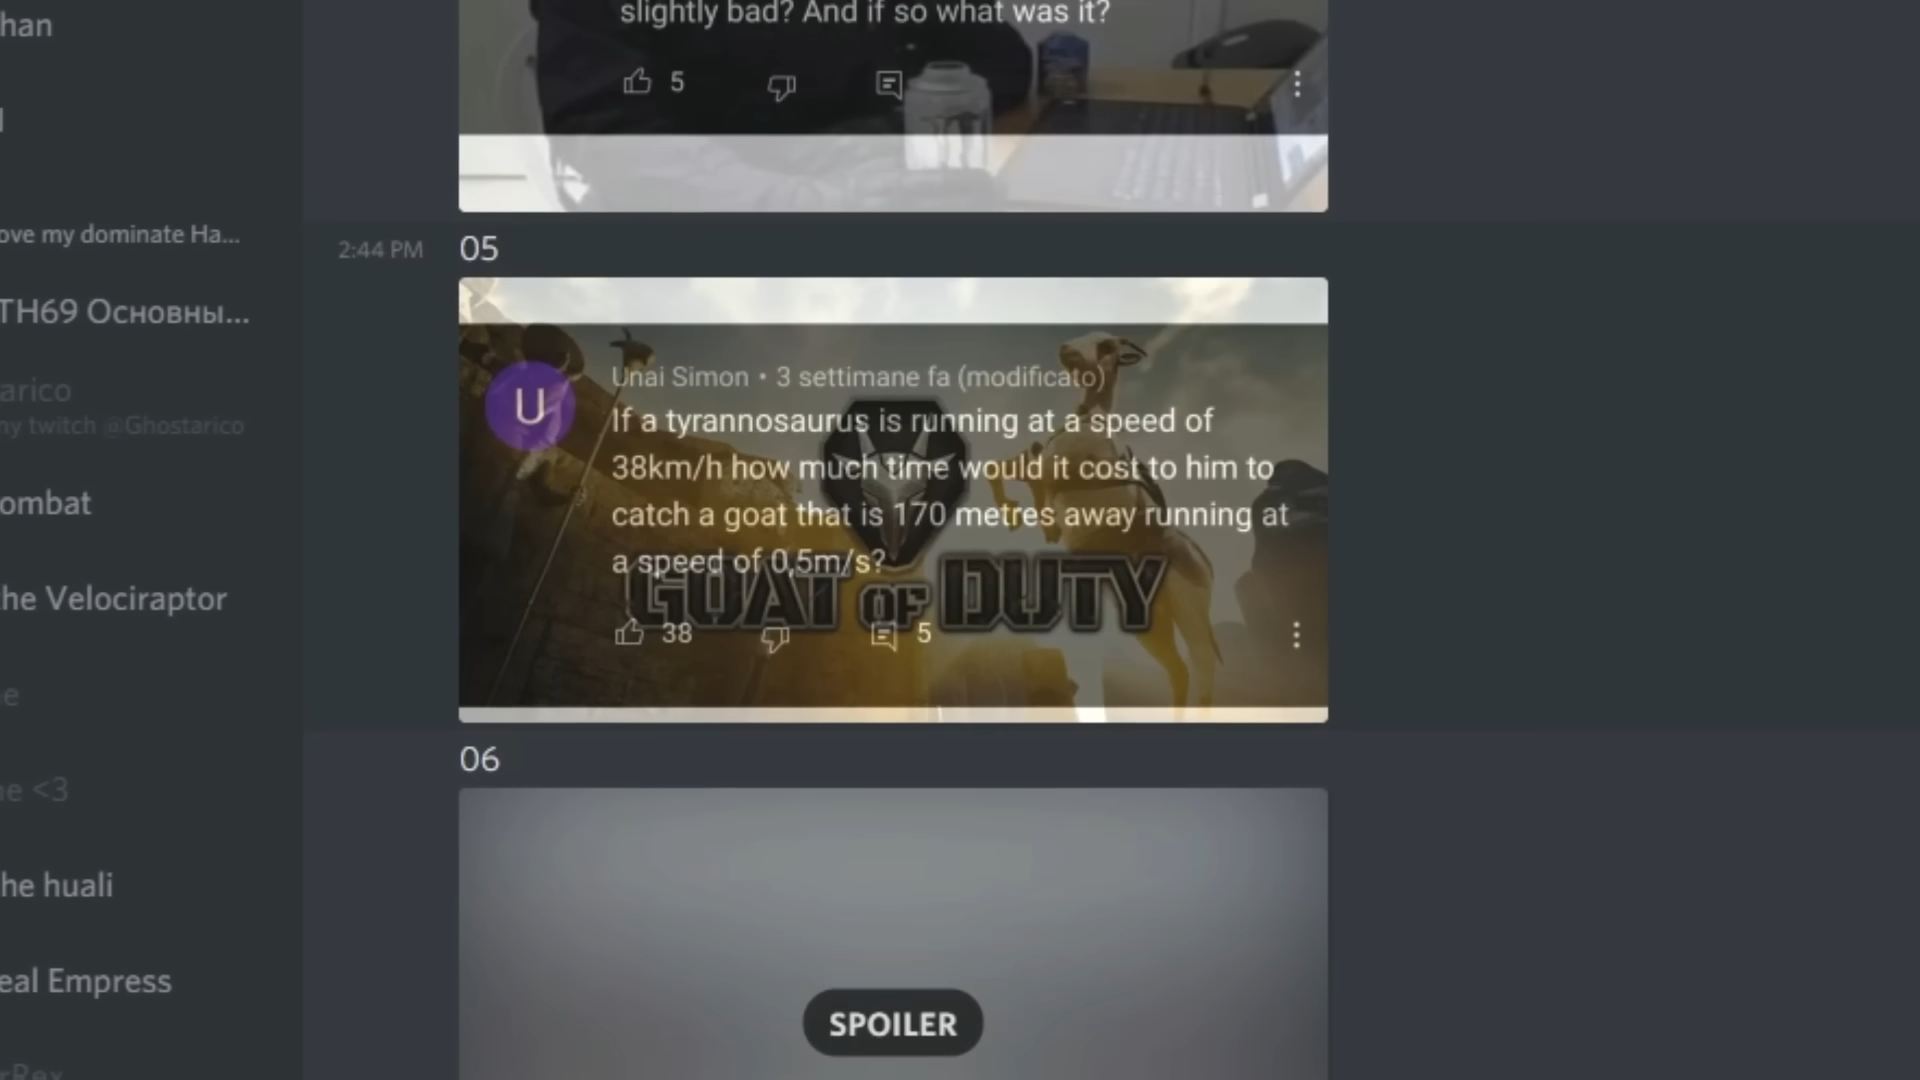 han
slightly bad? And if so what was it?
5
ove my dominate Ha...
2:44 PM
05
TH69 Основны...
Unai Simon • 3 settimane fa (modificato)
U
If a tyrannosaurus is running at a speed of
38km/h how much time would it cost to him to
catch a goat that is 170 metres away running at
a speed of 0,5m/s?
GOAT OF DUTY
38
5
arico
ny twitch @Ghostarico
ombat
he Velociraptor
06
e
ne <3
he huali
eal Empress
SPOILER
rRex